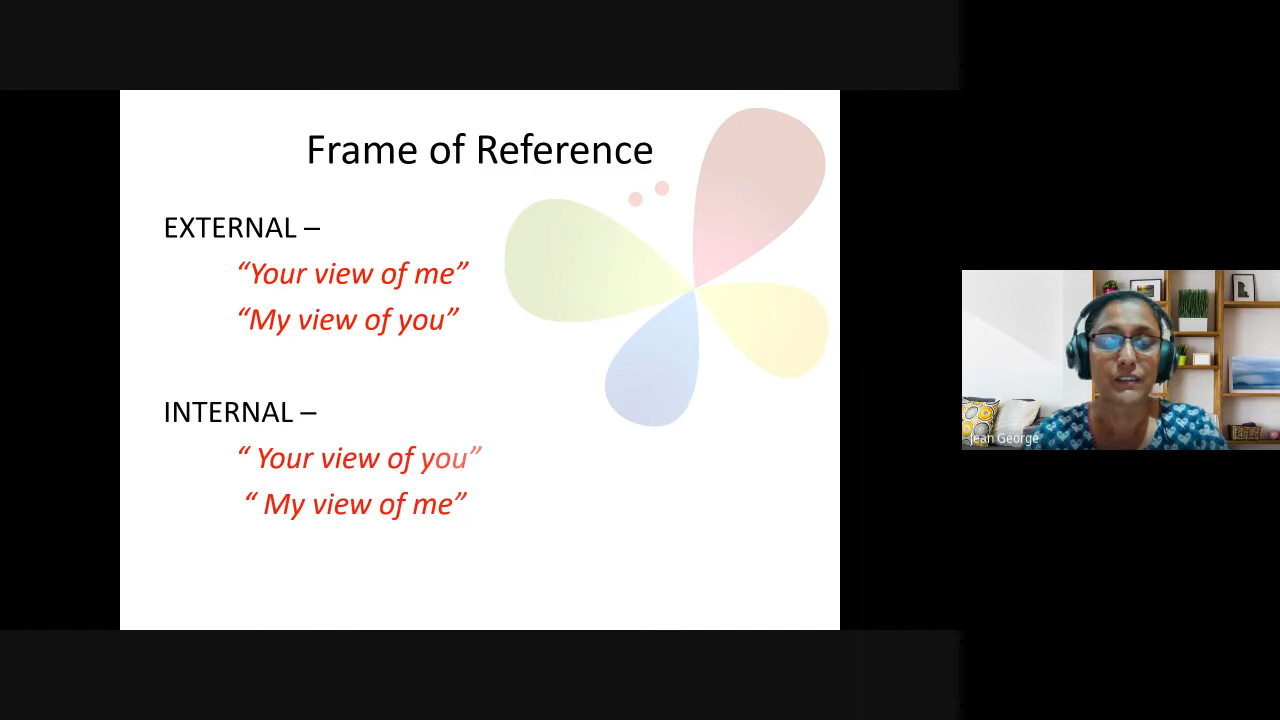 Frame of Reference
EXTERNAL –
“Your view of me”
“My view of you”
INTERNAL –
“ Your view of you”
“ My view of me”
Jean George